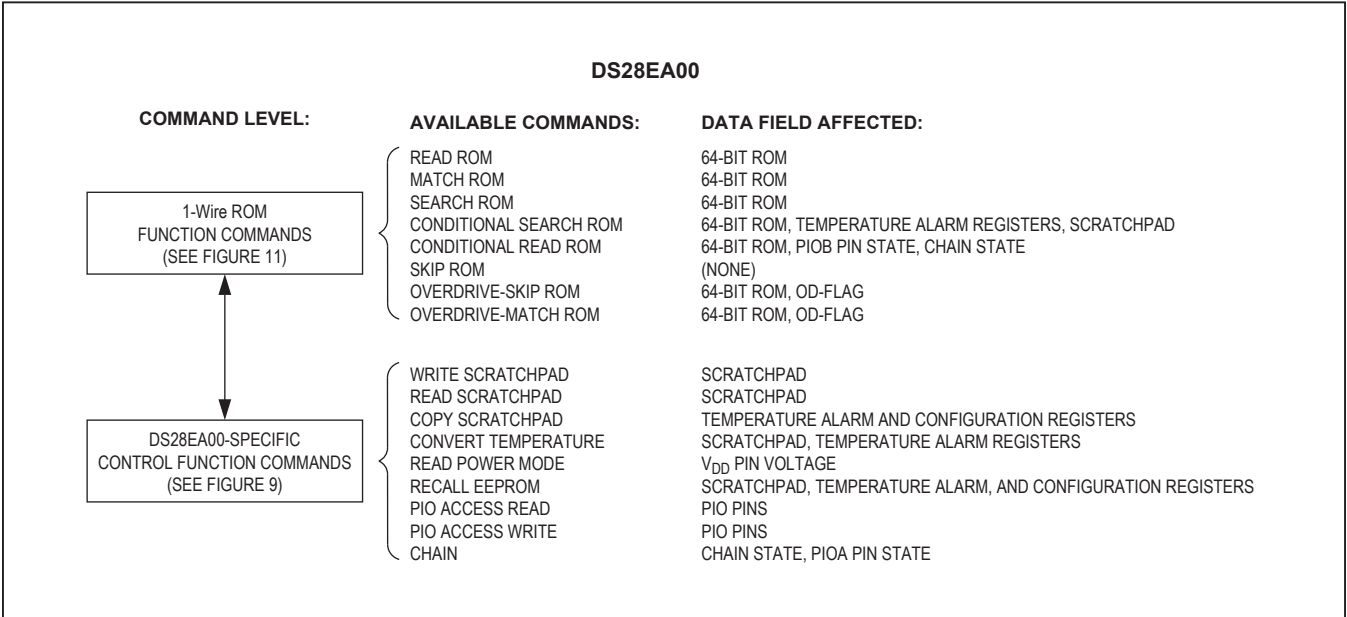 DS28EA00
COMMAND LEVEL: AVAILABLE COMMANDS: DATA FIELD AFFECTED:
1-Wire ROM
FUNCTION COMMANDS
(SEE FIGURE 11)
READ ROM 64-BIT ROM
MATCH ROM 64-BIT ROM
SEARCH ROM 64-BIT ROM
CONDITIONAL SEARCH ROM 64-BIT ROM, TEMPERATURE ALARM REGISTERS, SCRATCHPAD
CONDITIONAL READ ROM 64-BIT ROM, PIOB PIN STATE, CHAIN STATE
SKIP ROM (NONE)
OVERDRIVE-SKIP ROM 64-BIT ROM, OD-FLAG
OVERDRIVE-MATCH ROM 64-BIT ROM, OD-FLAG
DS28EA00-SPECIFIC
CONTROL FUNCTION COMMANDS
(SEE FIGURE 9)
WRITE SCRATCHPAD SCRATCHPAD
READ SCRATCHPAD SCRATCHPAD
COPY SCRATCHPAD TEMPERATURE ALARM AND CONFIGURATION REGISTERS
CONVERT TEMPERATURE SCRATCHPAD, TEMPERATURE ALARM REGISTERS
READ POWER MODE VDD PIN VOLTAGE
RECALL EEPROM SCRATCHPAD, TEMPERATURE ALARM, AND CONFIGURATION REGISTERS
PIO ACCESS READ PIO PINS
PIO ACCESS WRITE PIO PINS
CHAIN CHAIN STATE, PIOA PIN STATE